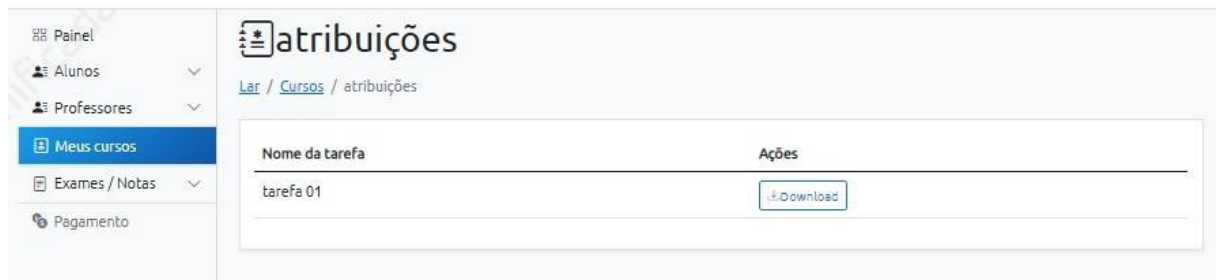 Painel
Alunos
Professores
Meus cursos
Exames / Notas
Pagamento
atribuições
Lar / Cursos / atribuições
Nome da tarefa Ações
tarefa 01 Download